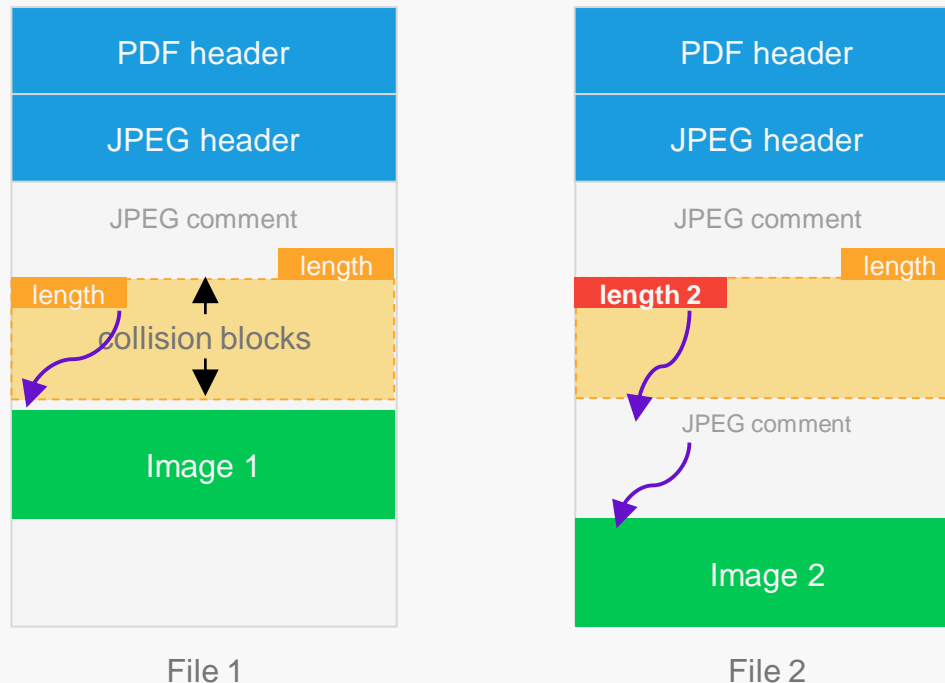 PDF header
JPEG header
JPEG comment
length
length
collision blocks
Image 1
File 1
PDF header
JPEG header
JPEG comment
length
length 2
JPEG comment
Image 2
File 2